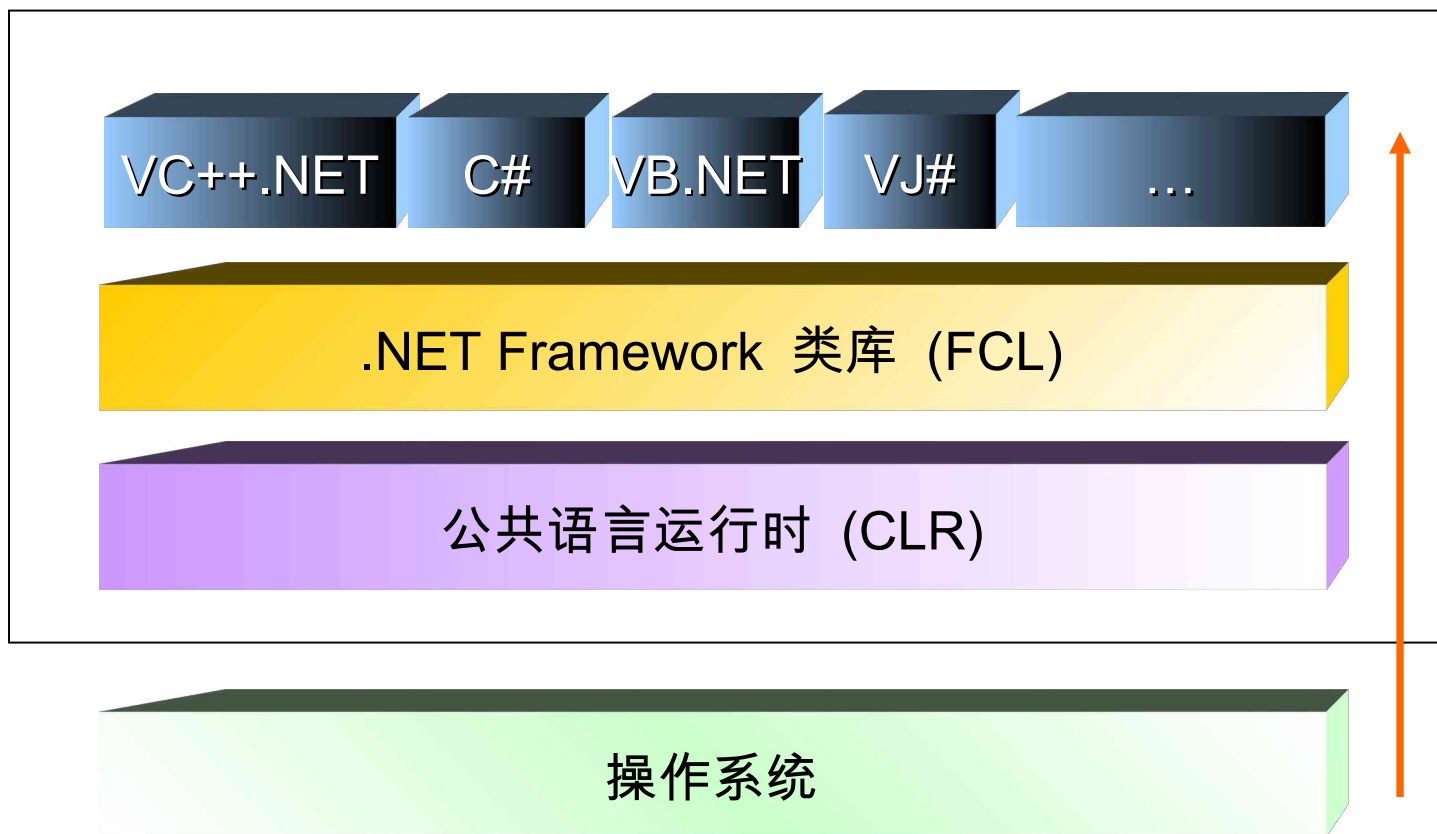 VC++.NET
C#
VB.NET
VJ#
...
.NET Framework 类库 (FCL)
公共语言运行时 (CLR)
操作系统